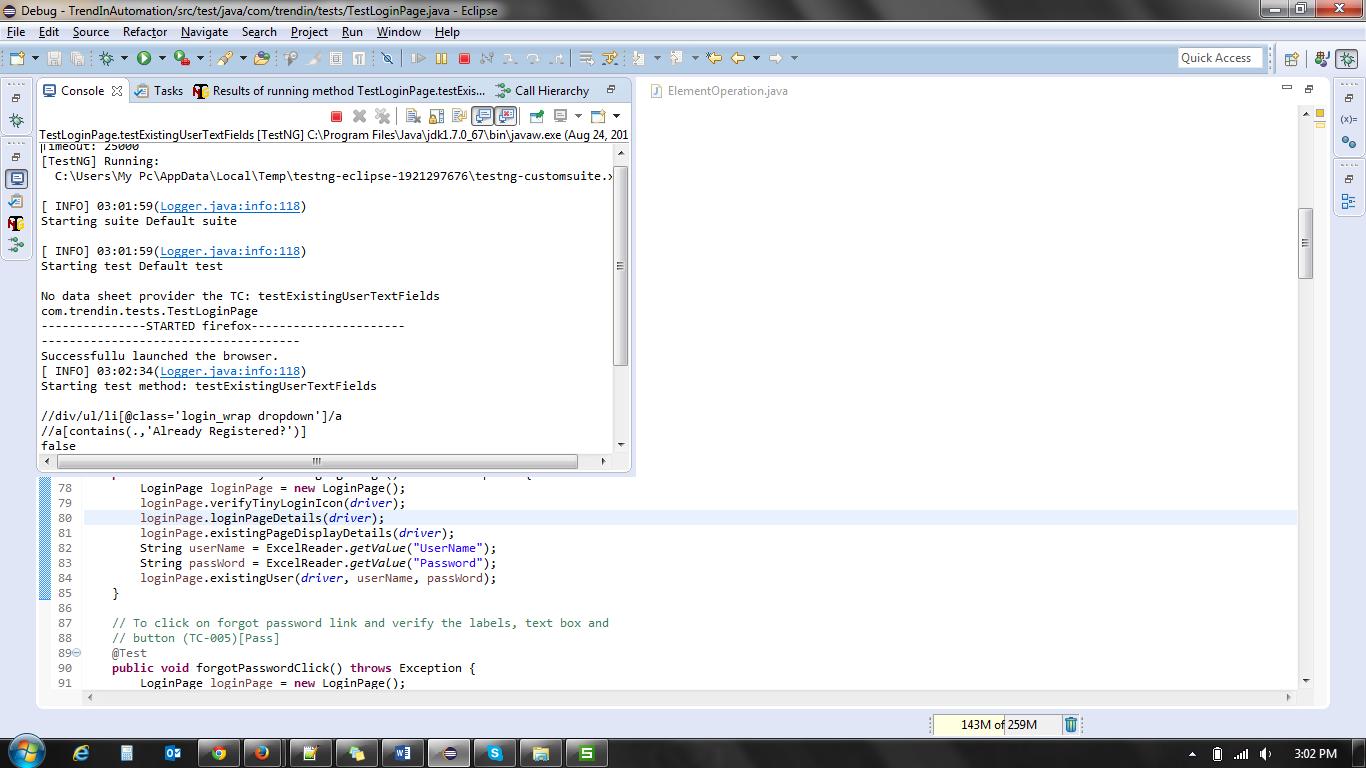 Debug - TrendInAutomation/src/test/java/com/trendin/tests/TestLoginPage.java - Eclipse
File Edit Source Refactor Navigate Search Project Run Window Help
Quick Access
Console Tasks Results of running method TestLoginPage.testExis... Call Hierarchy
ElementOperation.java
TestLoginPage.testExistingUserTextFields [TestNG] C:\Program Files\Java\jdk1.7.0_67\bin\javaw.exe (Aug 24, 201
Timeout: 25000
[TestNG] Running:
C:\Users\My Pc\AppData\Local\Temp\testng-eclipse-1921297676\testng-customsuite.x
[ INFO] 03:01:59(Logger.java:info:118)
Starting suite Default suite
[ INFO] 03:01:59(Logger.java:info:118)
Starting test Default test
No data sheet provider the TC: testExistingUserTextFields
com.trendin.tests.TestLoginPage
---------------STARTED firefox----------------------
-------------------------------------
Successfullu launched the browser.
[ INFO] 03:02:34(Logger.java:info:118)
Starting test method: testExistingUserTextFields
//div/ul/li[@class='login_wrap dropdown']/a
//a[contains(.,'Already Registered?')]
false
78 LoginPage loginPage = new LoginPage();
79 loginPage.verifyTinyLoginIcon(driver);
80 loginPage.loginPageDetails(driver);
81 loginPage.existingPageDisplayDetails(driver);
82 String userName = ExcelReader.getValue("UserName");
83 String passWord = ExcelReader.getValue("Password");
84 loginPage.existingUser(driver, userName, passWord);
85 }
86
87 // To click on forgot password link and verify the labels, text box and
88 // button (TC-005)[Pass]
89 @Test
90 public void forgotPasswordClick() throws Exception {
91 LoginPage loginPage = new LoginPage();
143M of 259M
3:02 PM